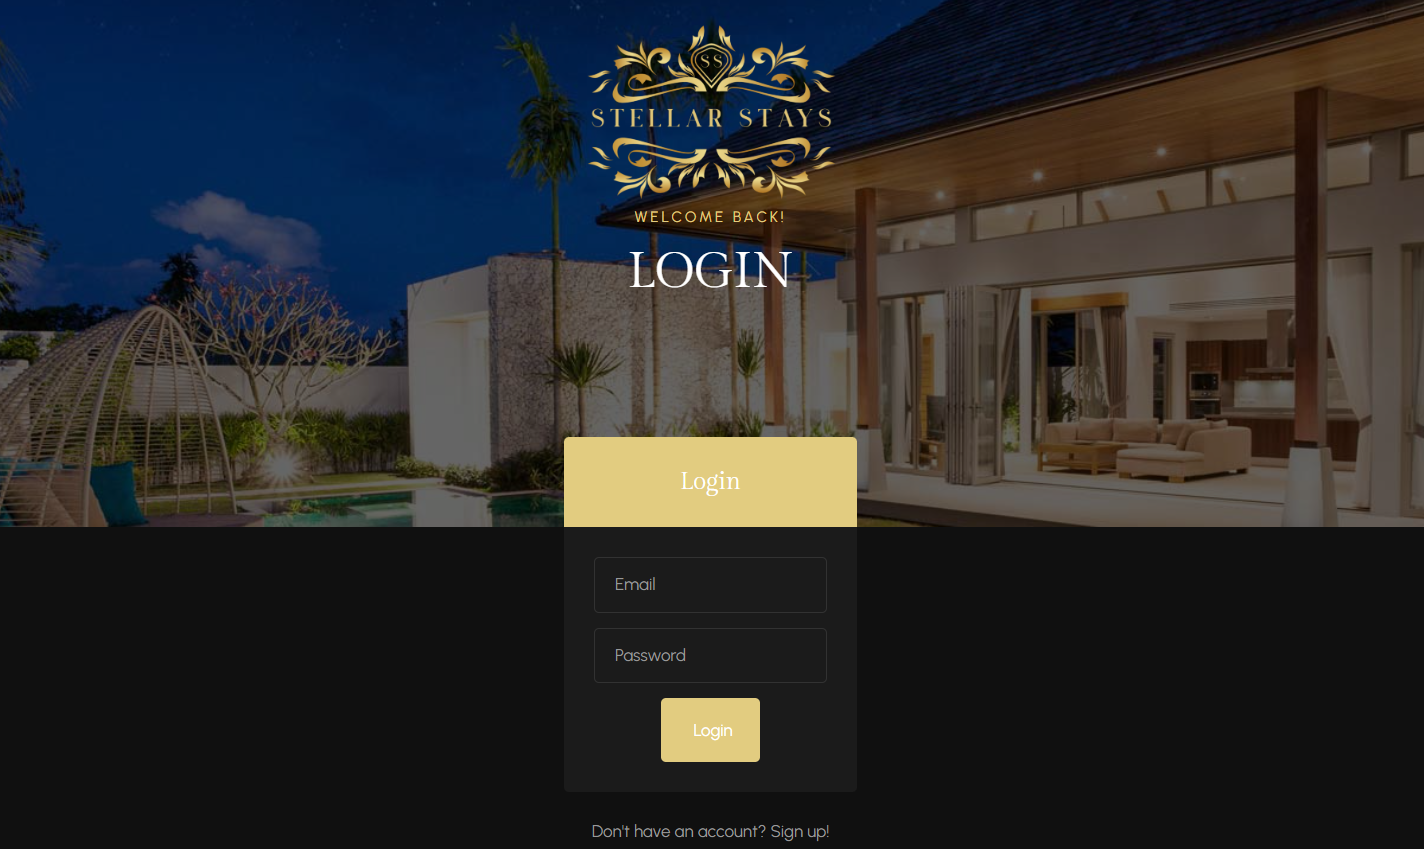 SS
STELLAR STAYS
WELCOME BACK!
LOGIN
Login
Email
Password
Login
Don't have an account? Sign up!